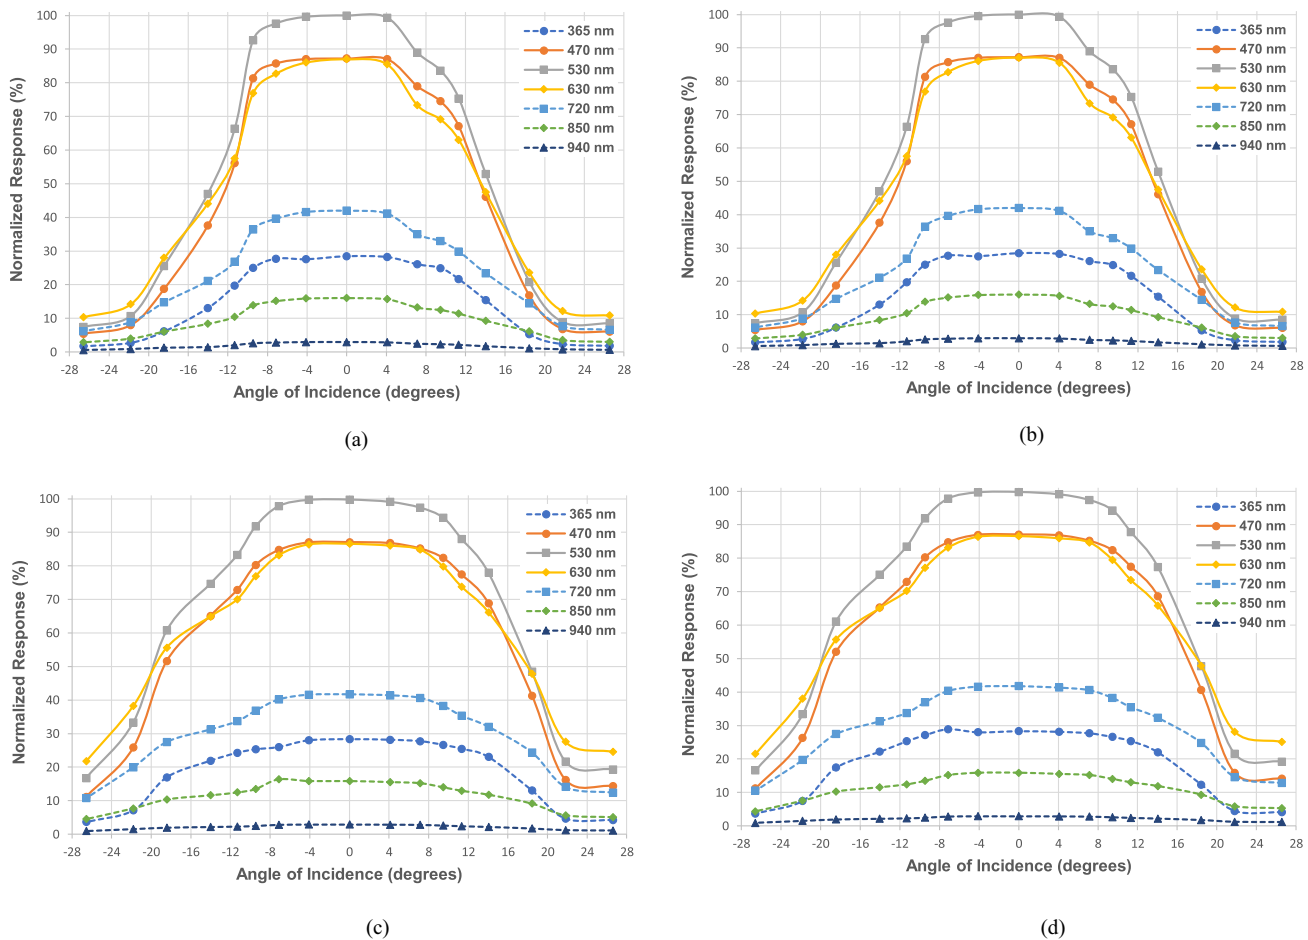 Normalized Response (%)
100
90
80
70
60
50
40
30
20
10
0
-28 -24 -20 -16 -12 -8 -4 0 4 8 12 16 20 24 28
Angle of Incidence (degrees)
365 nm
470 nm
530 nm
630 nm
720 nm
850 nm
940 nm
(a)
Normalized Response (%)
100
90
80
70
60
50
40
30
20
10
0
-28 -24 -20 -16 -12 -8 -4 0 4 8 12 16 20 24 28
Angle of Incidence (degrees)
365 nm
470 nm
530 nm
630 nm
720 nm
850 nm
940 nm
(b)
Normalized Response (%)
100
90
80
70
60
50
40
30
20
10
0
-28 -24 -20 -16 -12 -8 -4 0 4 8 12 16 20 24 28
Angle of Incidence (degrees)
365 nm
470 nm
530 nm
630 nm
720 nm
850 nm
940 nm
(c)
Normalized Response (%)
100
90
80
70
60
50
40
30
20
10
0
-28 -24 -20 -16 -12 -8 -4 0 4 8 12 16 20 24 28
Angle of Incidence (degrees)
365 nm
470 nm
530 nm
630 nm
720 nm
850 nm
940 nm
(d)